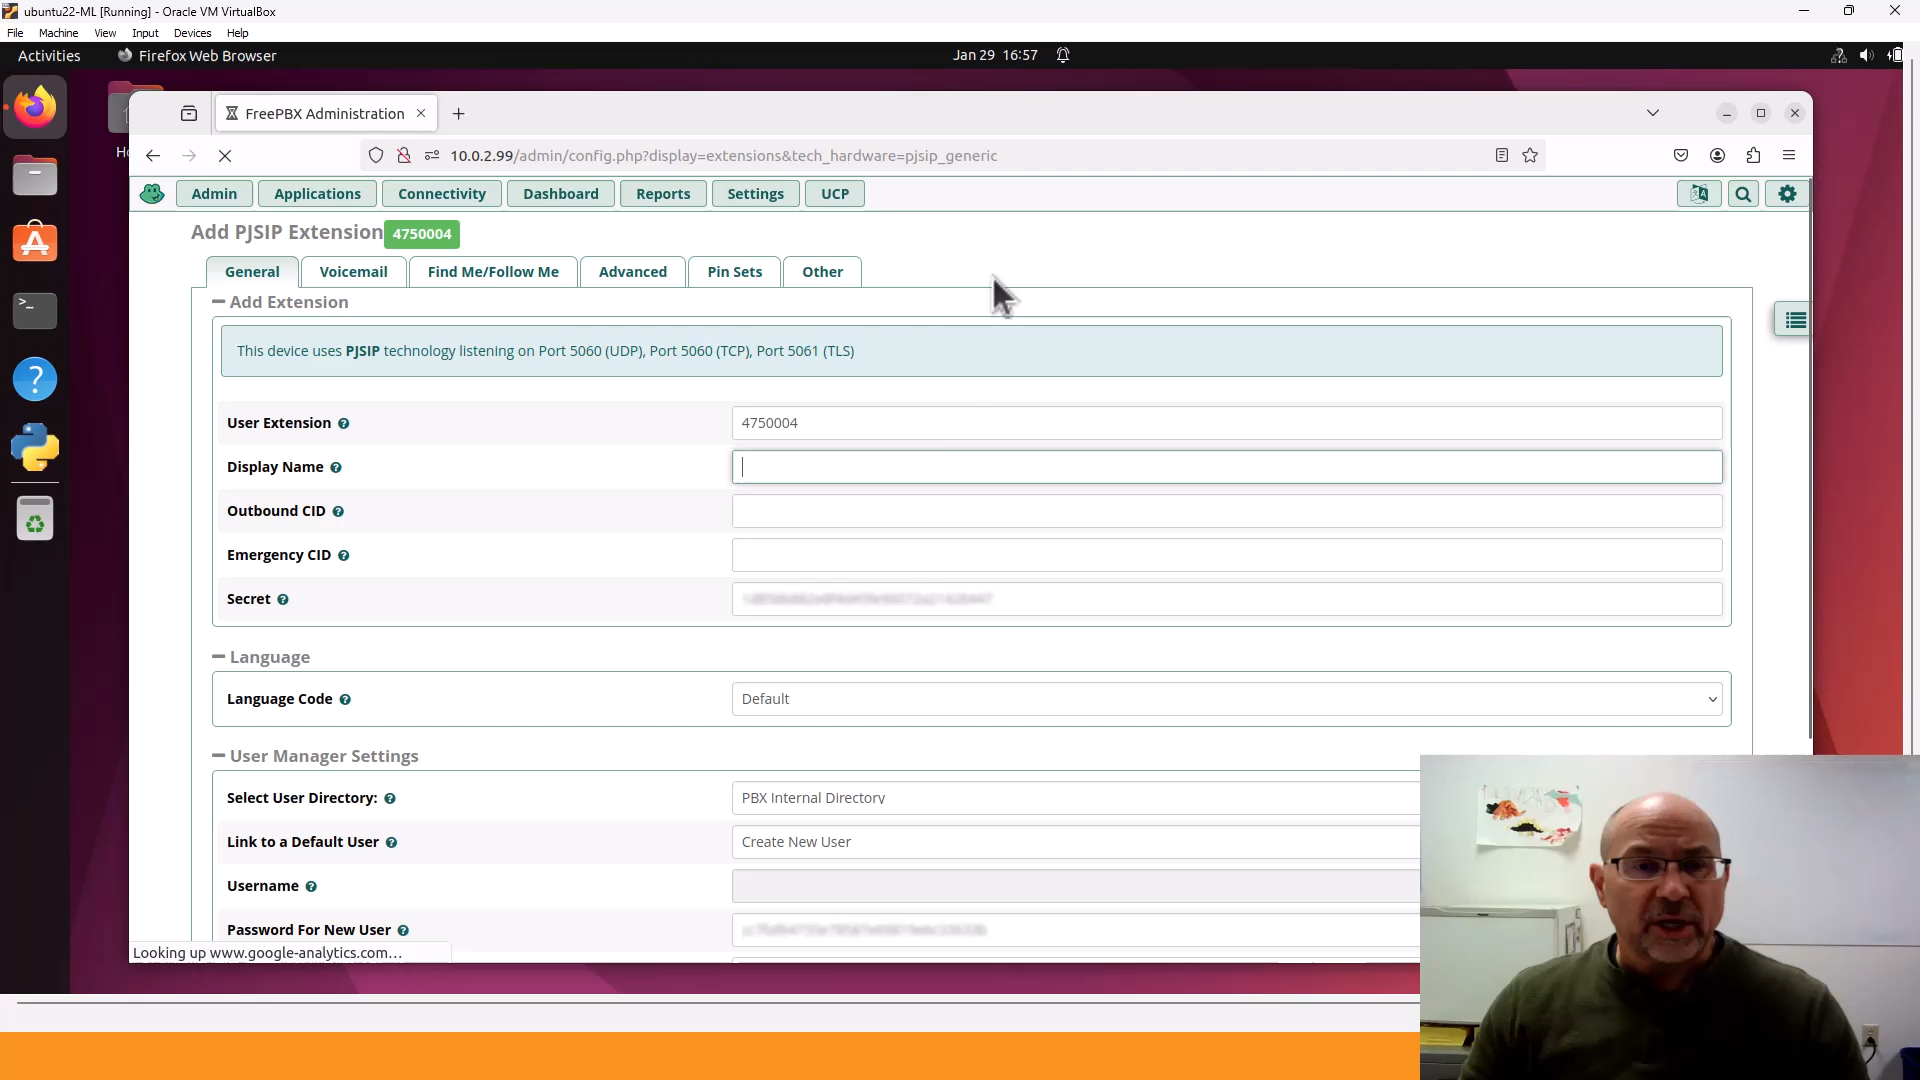 ubuntu22-ML [Running] - Oracle VM VirtualBox
File Machine View Input Devices Help
Activities Firefox Web Browser Jan 29 16:57
FreePBX Administration
10.0.2.99/admin/config.php?display=extensions&tech_hardware=pjsip_generic
Admin Applications Connectivity Dashboard Reports Settings UCP
Add PJSIP Extension 4750004
General Voicemail Find Me/Follow Me Advanced Pin Sets Other
Add Extension
This device uses PJSIP technology listening on Port 5060 (UDP), Port 5060 (TCP), Port 5061 (TLS)
User Extension 4750004
Display Name
Outbound CID
Emergency CID
Secret
Language
Language Code Default
User Manager Settings
Select User Directory: PBX Internal Directory
Link to a Default User Create New User
Username
Password For New User
Looking up www.google-analytics.com…